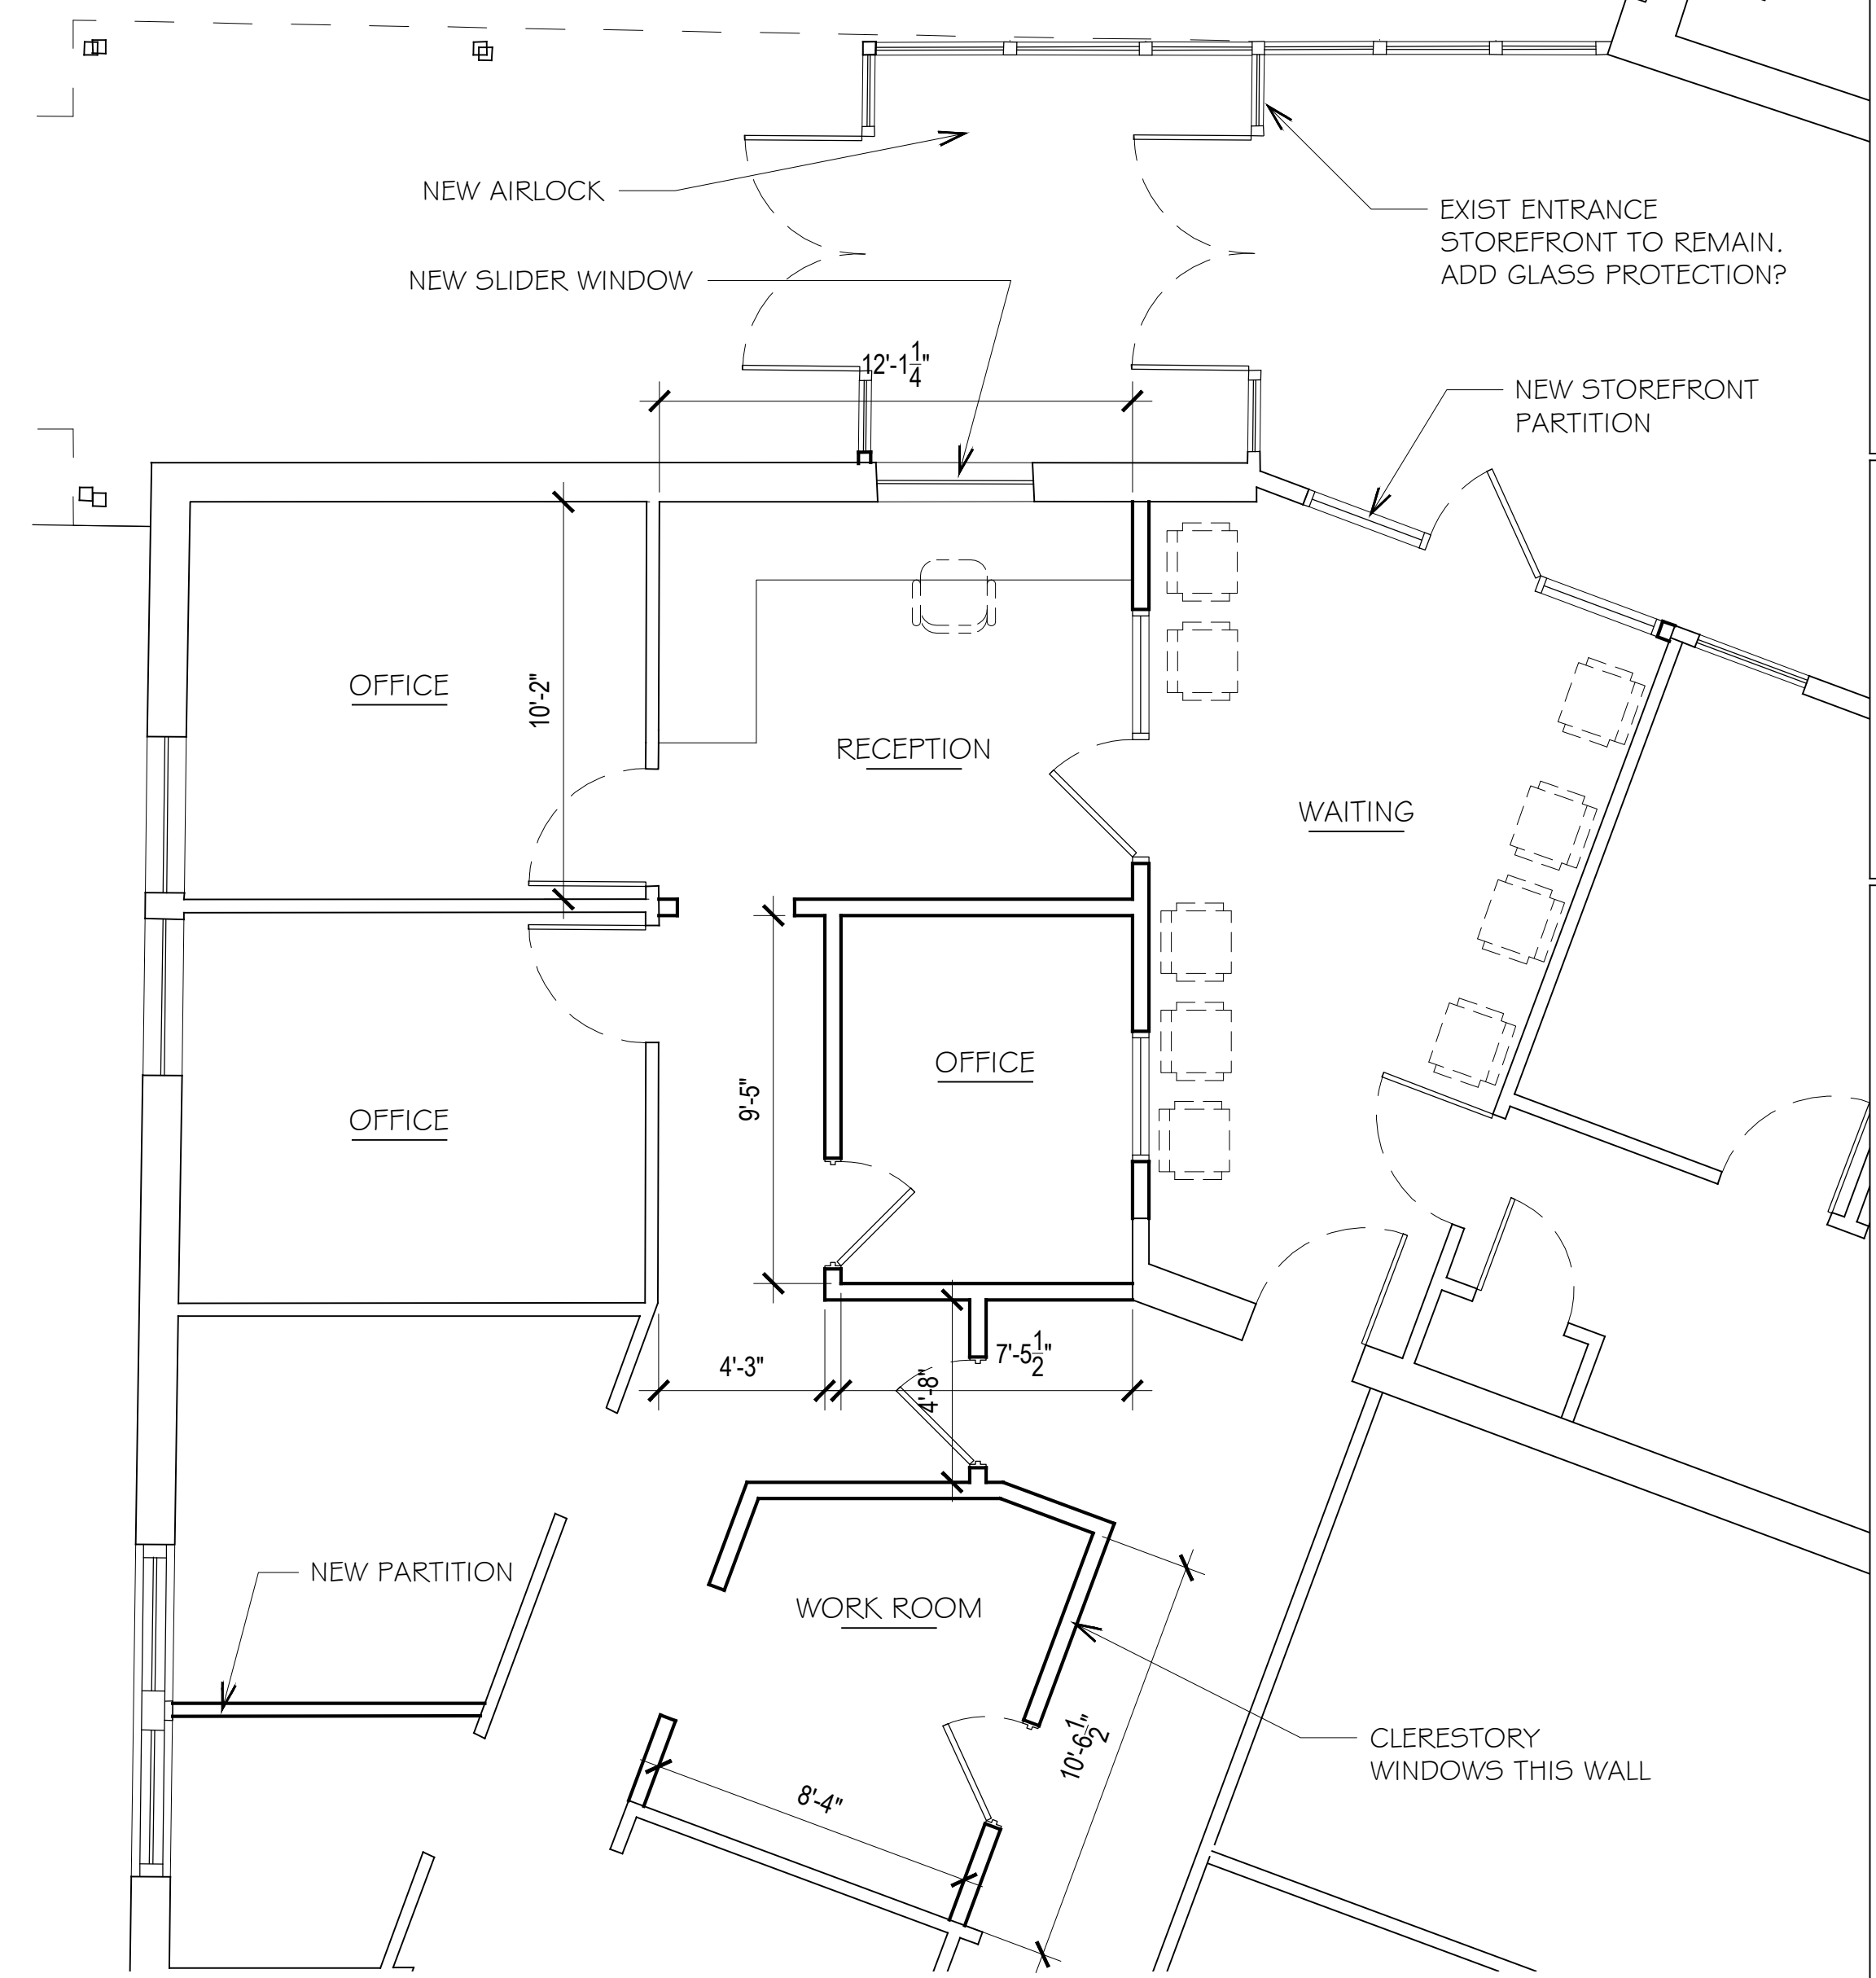 NEW AIRLOCK
EXIST ENTRANCE
STOREFRONT TO REMAIN.
ADD GLASS PROTECTION?
NEW SLIDER WINDOW
12'-1 1/4"
NEW STOREFRONT
PARTITION
OFFICE
10'-2"
RECEPTION
WAITING
OFFICE
9'-5"
OFFICE
4'-3"
4'-8"
7'-5 1/2"
NEW PARTITION
WORK ROOM
10'-6 1/2"
CLERESTORY
WINDOWS THIS WALL
8'-4"